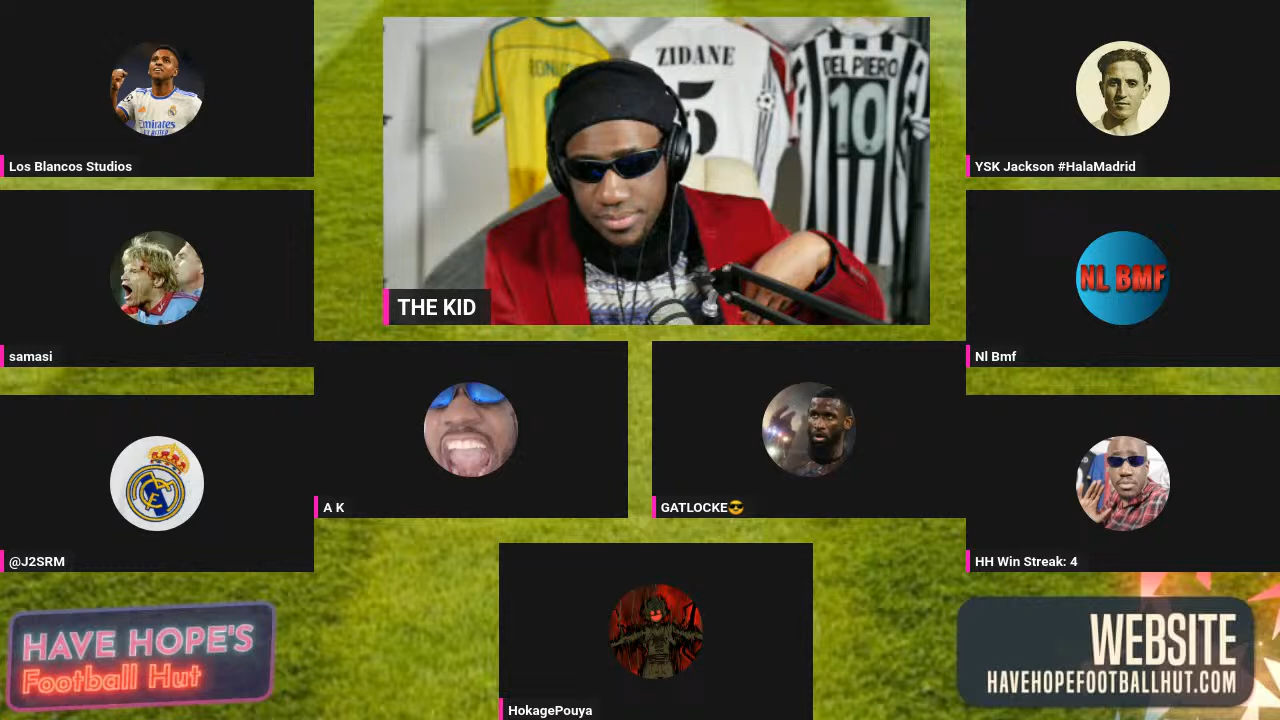 Emirates
Los Blancos Studios
ZIDANE
5
DEL PIERO
10
THE KID
YSK Jackson #HalaMadrid
samasi
NL BMF
Nl Bmf
@J2SRM
A K
GATLOCKE😎
HH Win Streak: 4
HAVE HOPE'S
Football Hut
HokagePouya
WEBSITE
HAVEHOPEFOOTBALLHUT.COM